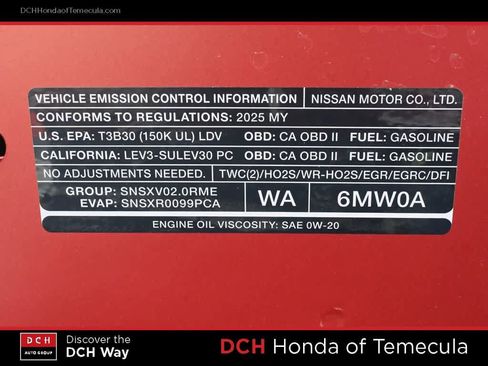 DCHHondaofTemecula.com
VEHICLE EMISSION CONTROL INFORMATION NISSAN MOTOR CO., LTD.
CONFORMS TO REGULATIONS: 2025 MY
U.S. EPA: T3B30 (150K UL) LDV OBD: CA OBD II FUEL: GASOLINE
CALIFORNIA: LEV3-SULEV30 PC OBD: CA OBD II FUEL: GASOLINE
NO ADJUSTMENTS NEEDED. TWC(2)/HO2S/WR-HO2S/EGR/EGRC/DFI
GROUP: SNSXV02.0RME
EVAP: SNSXR0099PCA
WA 6MW0A
ENGINE OIL VISCOSITY: SAE 0W-20
DCH
AUTO GROUP
Discover the
DCH Way
DCH Honda of Temecula